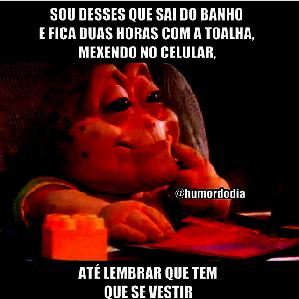 SOU DESSES QUE SAI DO BANHO
E FICA DUAS HORAS COM A TOALHA,
MEXENDO NO CELULAR,
@humordodia
ATÉ LEMBRAR QUE TEM
QUE SE VESTIR